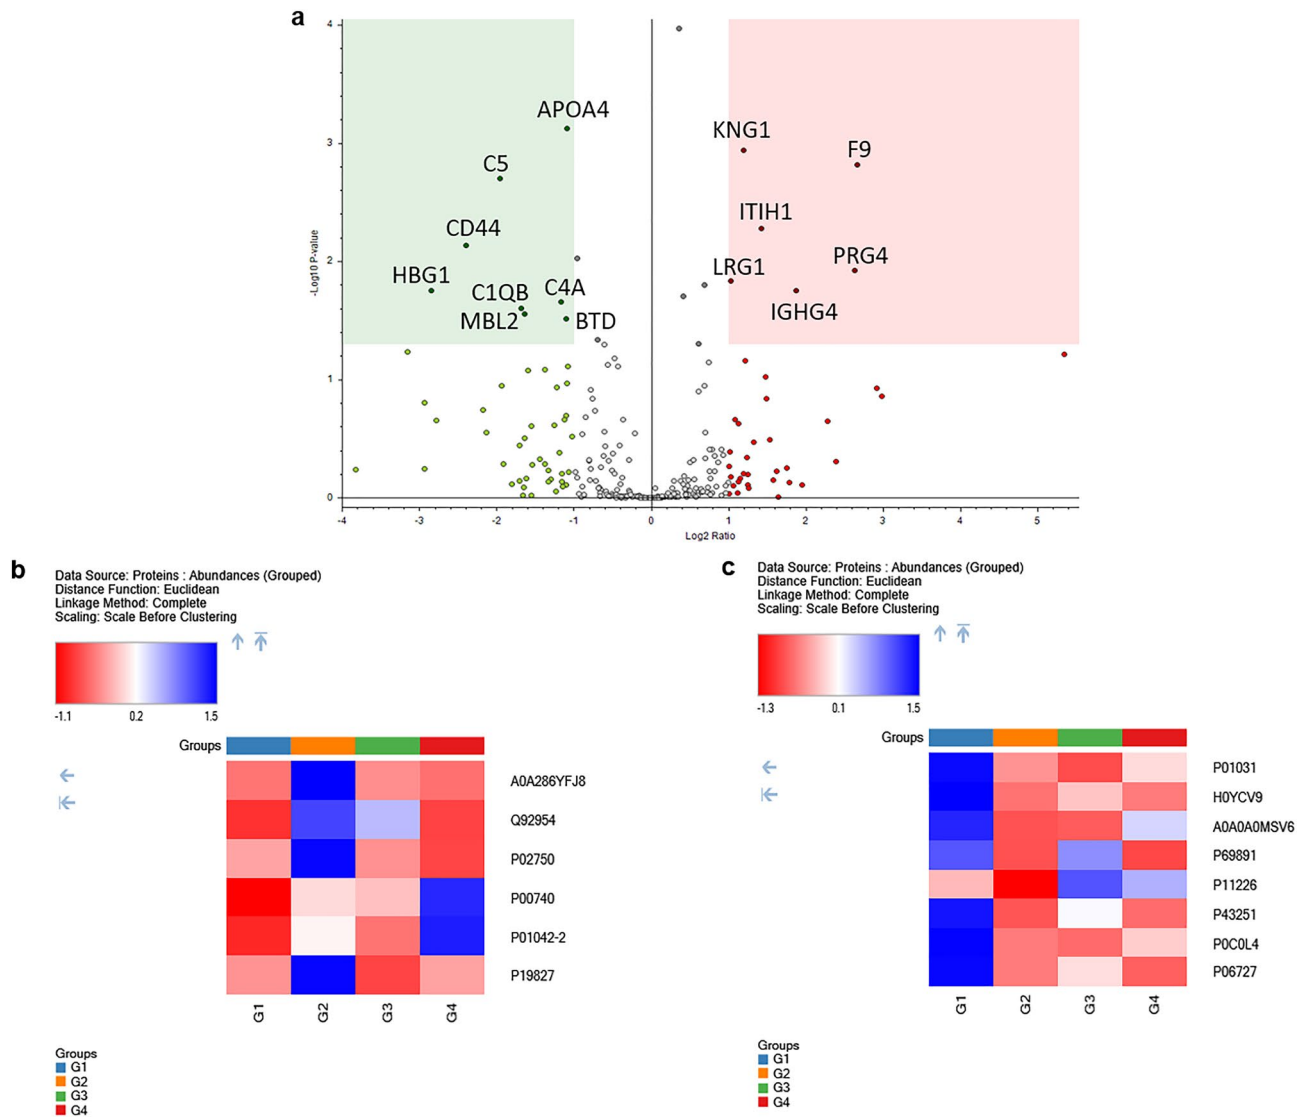 a
4
3
2
1
0
-Log10 P-value
APOA4
C5
CD44
HBG1
C1QB
C4A
MBL2
BTD
KNG1
F9
ITIH1
LRG1
PRG4
IGHG4
-4 -3 -2 -1 0 1 2 3 4 5
Log2 Ratio
b
Data Source: Proteins : Abundances (Grouped)
Distance Function: Euclidean
Linkage Method: Complete
Scaling: Scale Before Clustering
-1.1 0.2 1.5
Groups
A0A286YFJ8
Q92954
P02750
P00740
P01042-2
P19827
G1 G2 G3 G4
Groups
G1
G2
G3
G4
c
Data Source: Proteins : Abundances (Grouped)
Distance Function: Euclidean
Linkage Method: Complete
Scaling: Scale Before Clustering
-1.3 0.1 1.5
Groups
P01031
H0YCV9
A0A0A0MSV6
P69891
P11226
P43251
P0C0L4
P06727
G1 G2 G3 G4
Groups
G1
G2
G3
G4